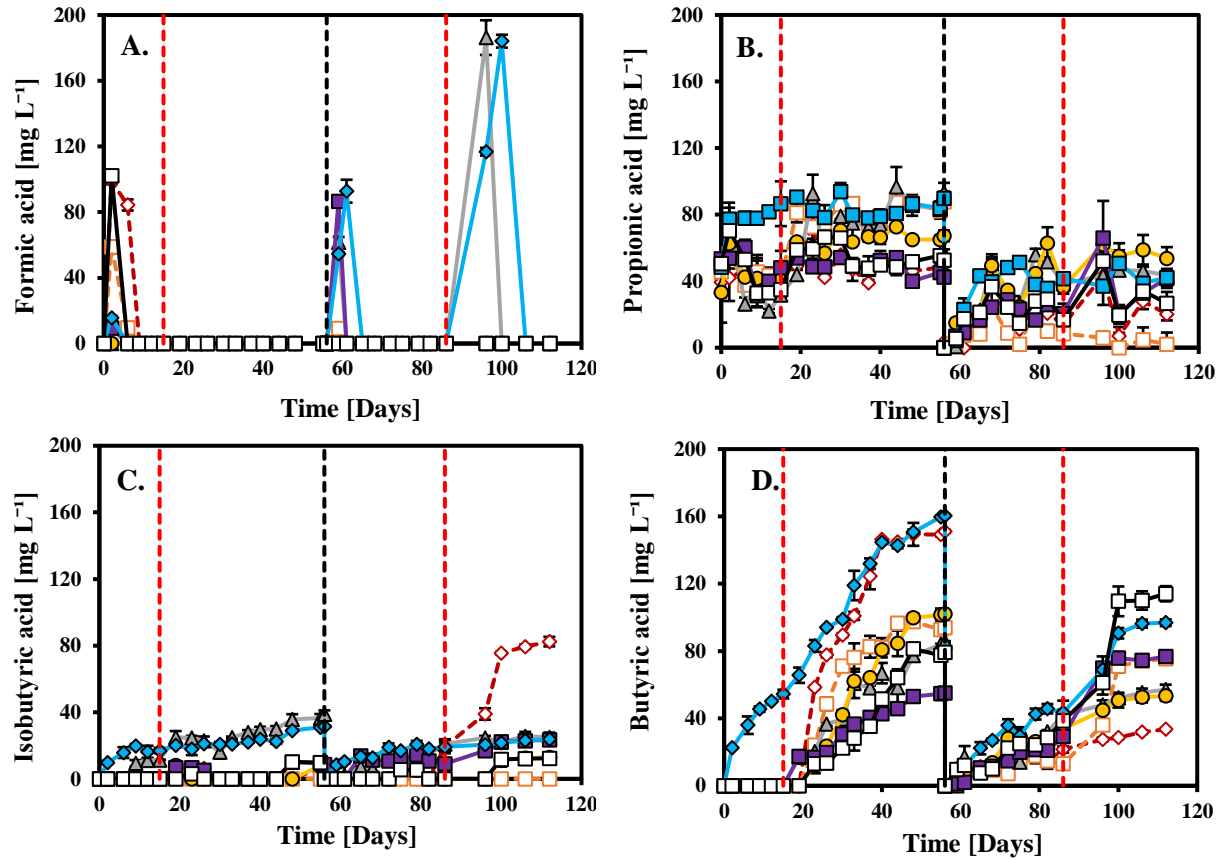 A.
Formic acid [mg L⁻¹]
200
160
120
80
40
0
0 20 40 60 80 100 120
Time [Days]
B.
Propionic acid [mg L⁻¹]
200
160
120
80
40
0
0 20 40 60 80 100 120
Time [Days]
C.
Isobutyric acid [mg L⁻¹]
200
160
120
80
40
0
0 20 40 60 80 100 120
Time [Days]
D.
Butyric acid [mg L⁻¹]
200
160
120
80
40
0
0 20 40 60 80 100 120
Time [Days]